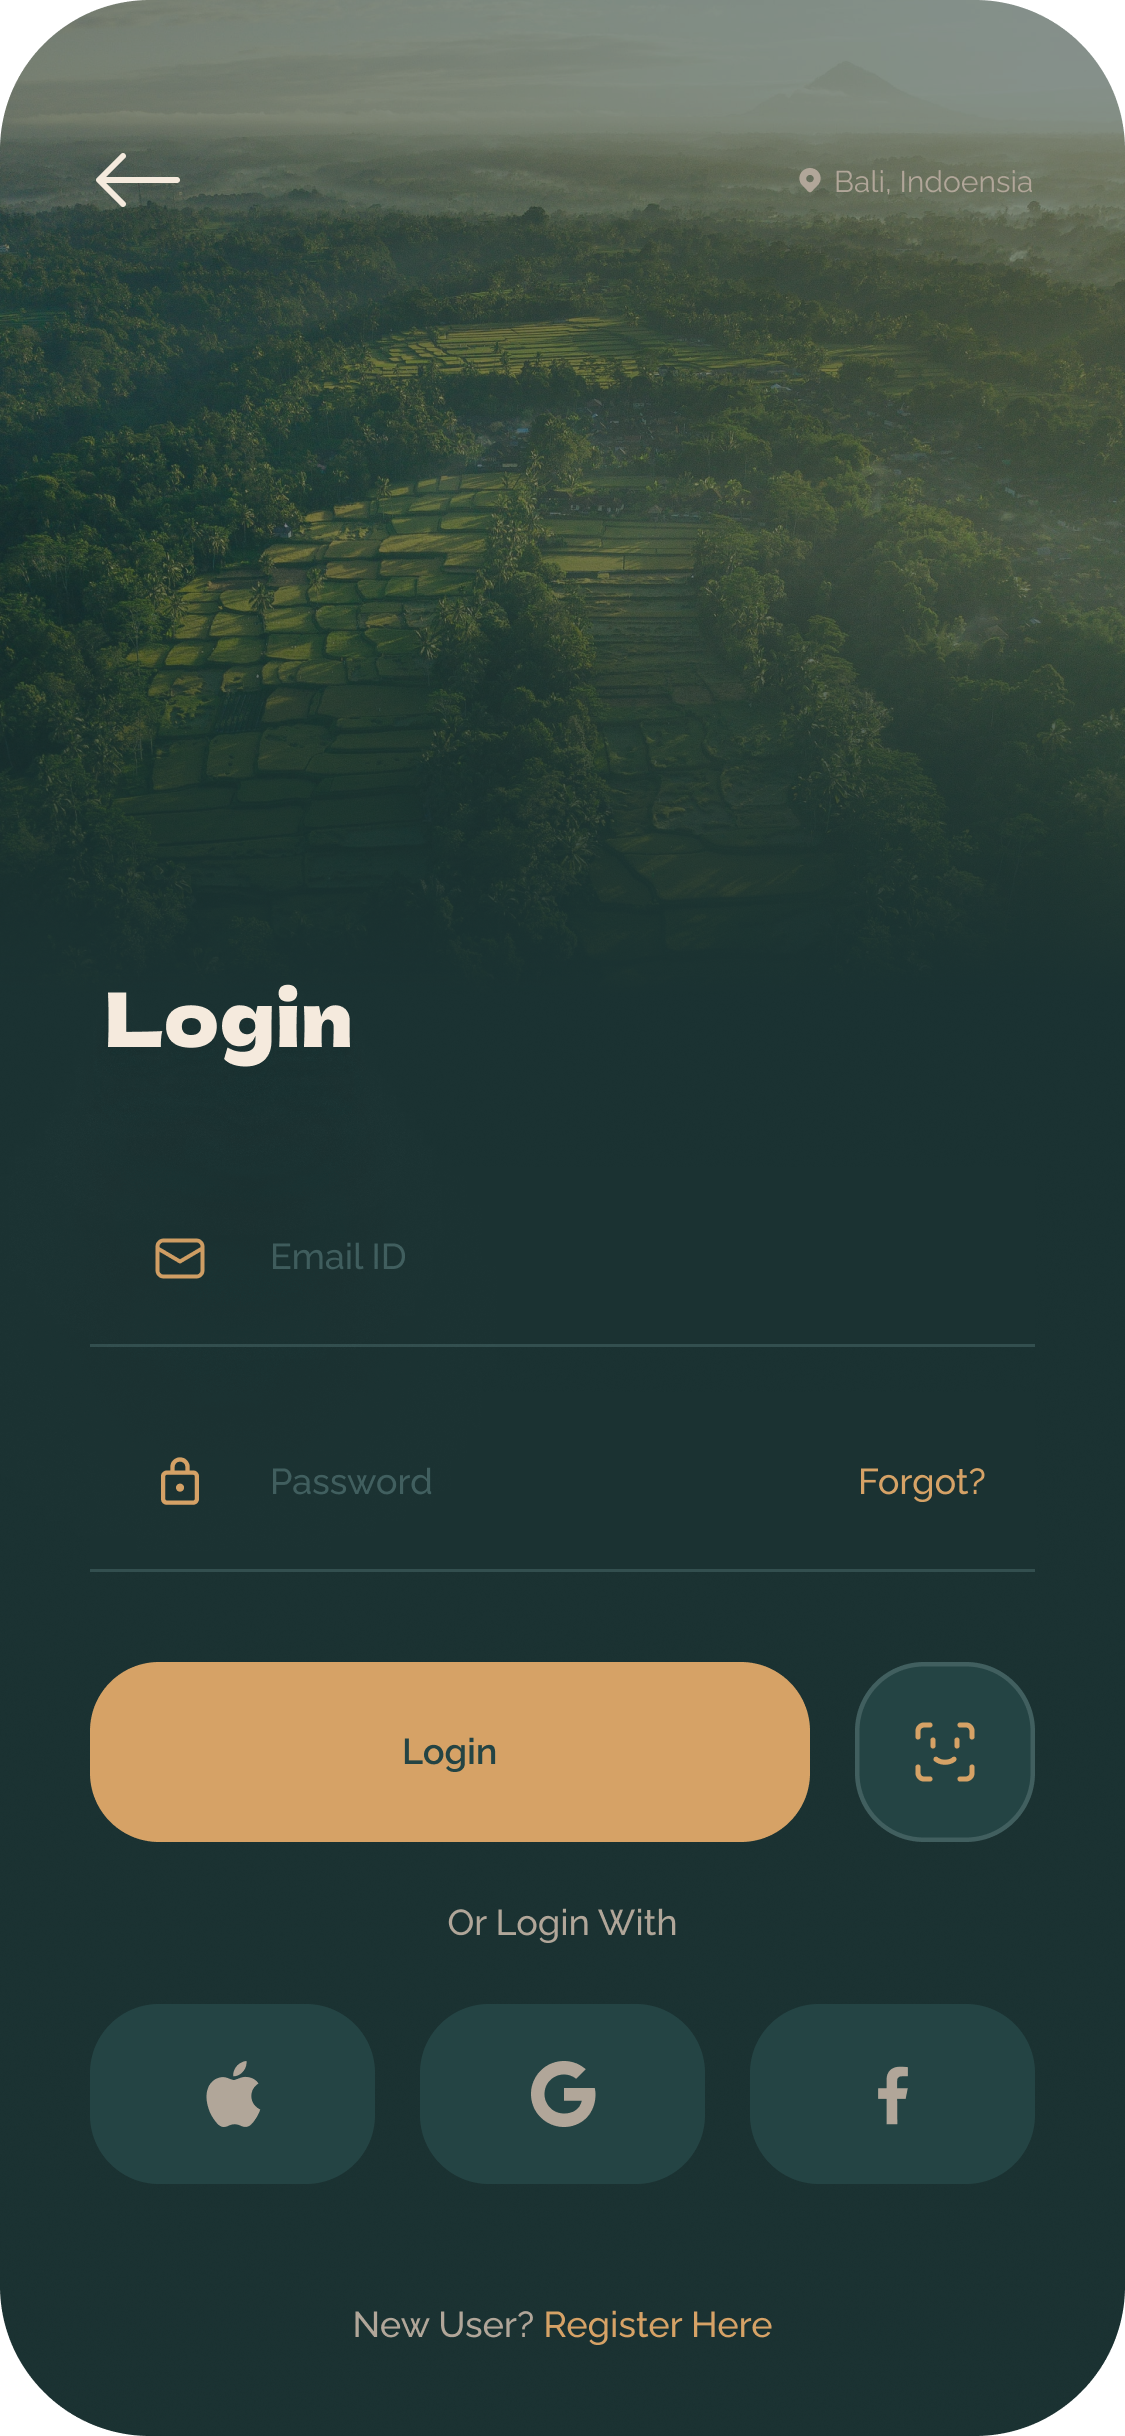 Bali, Indoensia
Login
Email ID
Password
Forgot?
Login
Or Login With
New User? Register Here